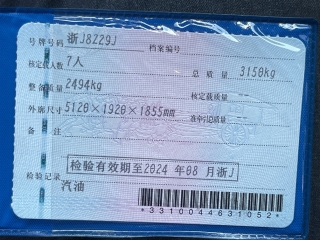 号牌号码 浙J8Z29J 档案编号
核定载人数 7人 总质量 3150kg
整备质量 2494kg 核定载质量 --
外廓尺寸 5120×1920×1855mm 准牵引总质量 --
备注
检验有效期至2024 年08 月浙J
检验记录
汽油
*3310044631052*